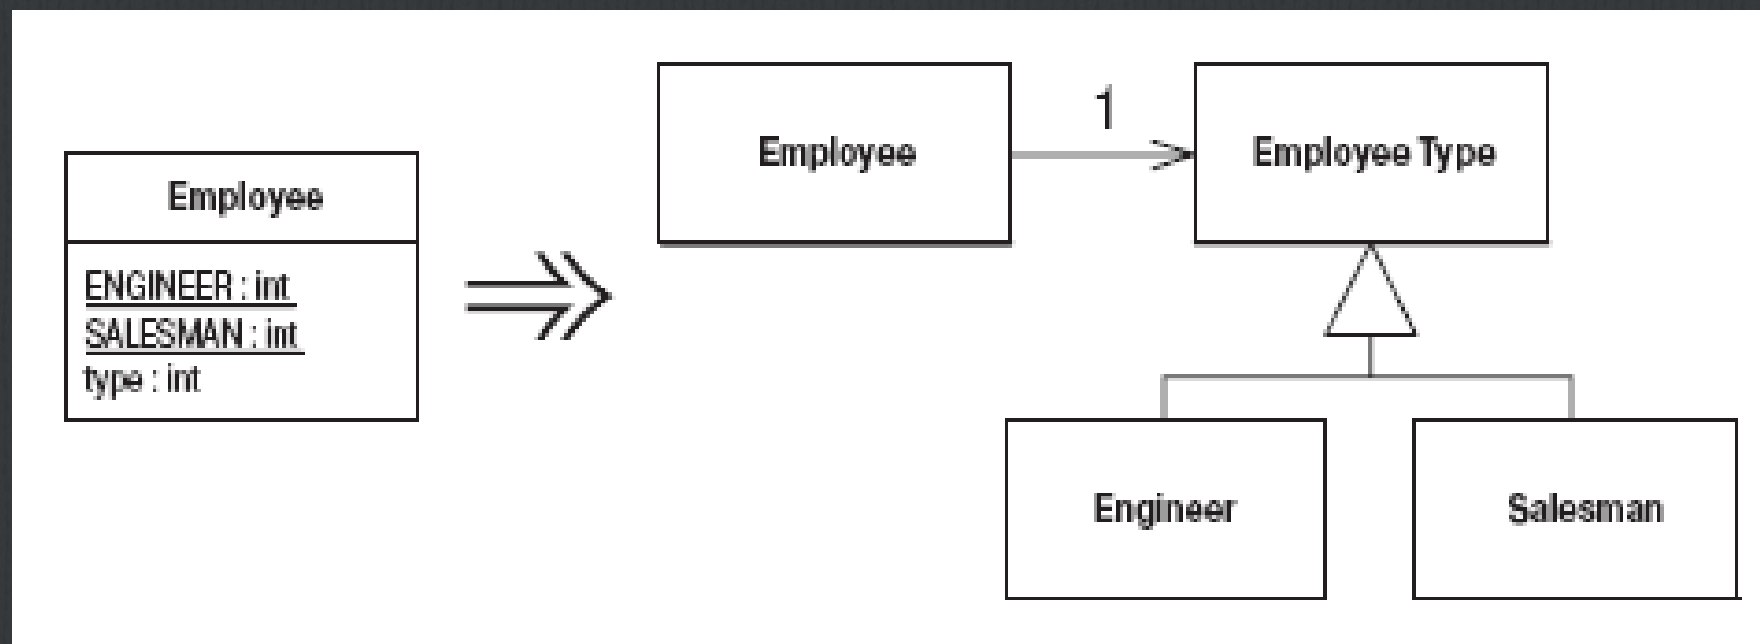 Employee
ENGINEER : int
SALESMAN : int
type : int
Employee
1
Employee Type
Engineer
Salesman